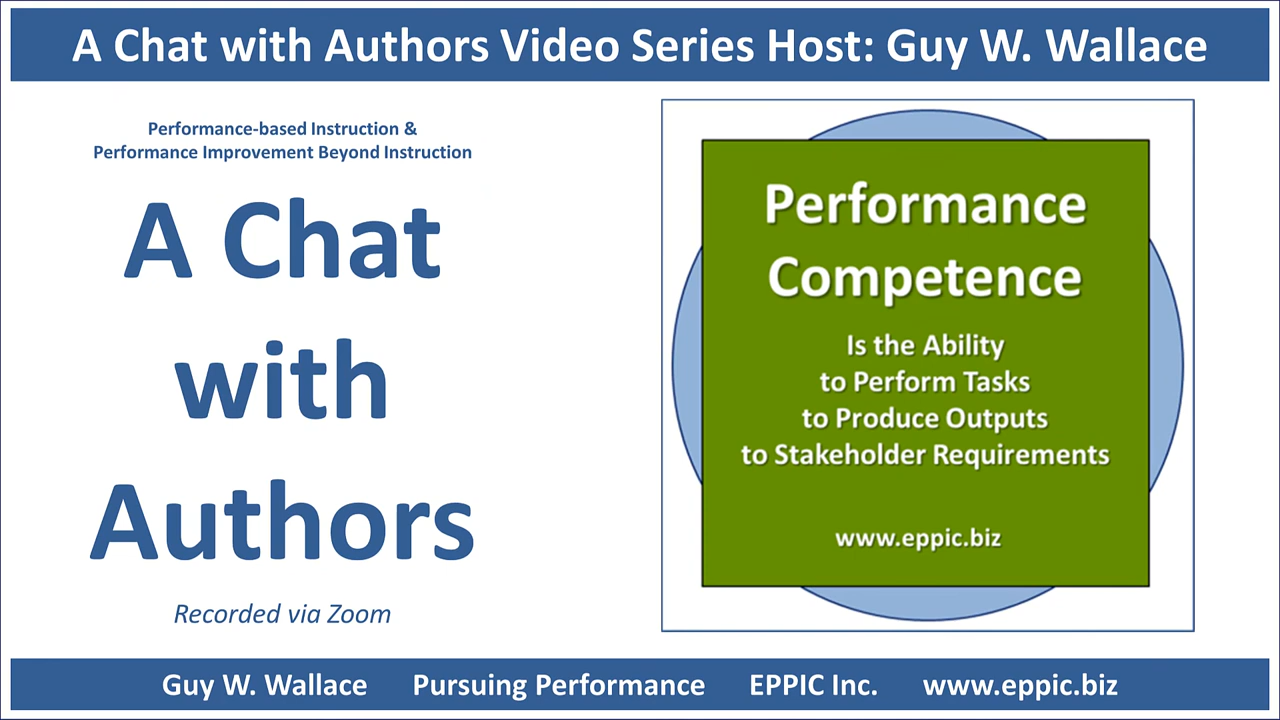 A Chat with Authors Video Series Host: Guy W. Wallace
Performance-based Instruction &
Performance Improvement Beyond Instruction
A Chat
with
Authors
Recorded via Zoom
Performance
Competence
Is the Ability
to Perform Tasks
to Produce Outputs
to Stakeholder Requirements
www.eppic.biz
Guy W. Wallace Pursuing Performance EPPIC Inc. www.eppic.biz